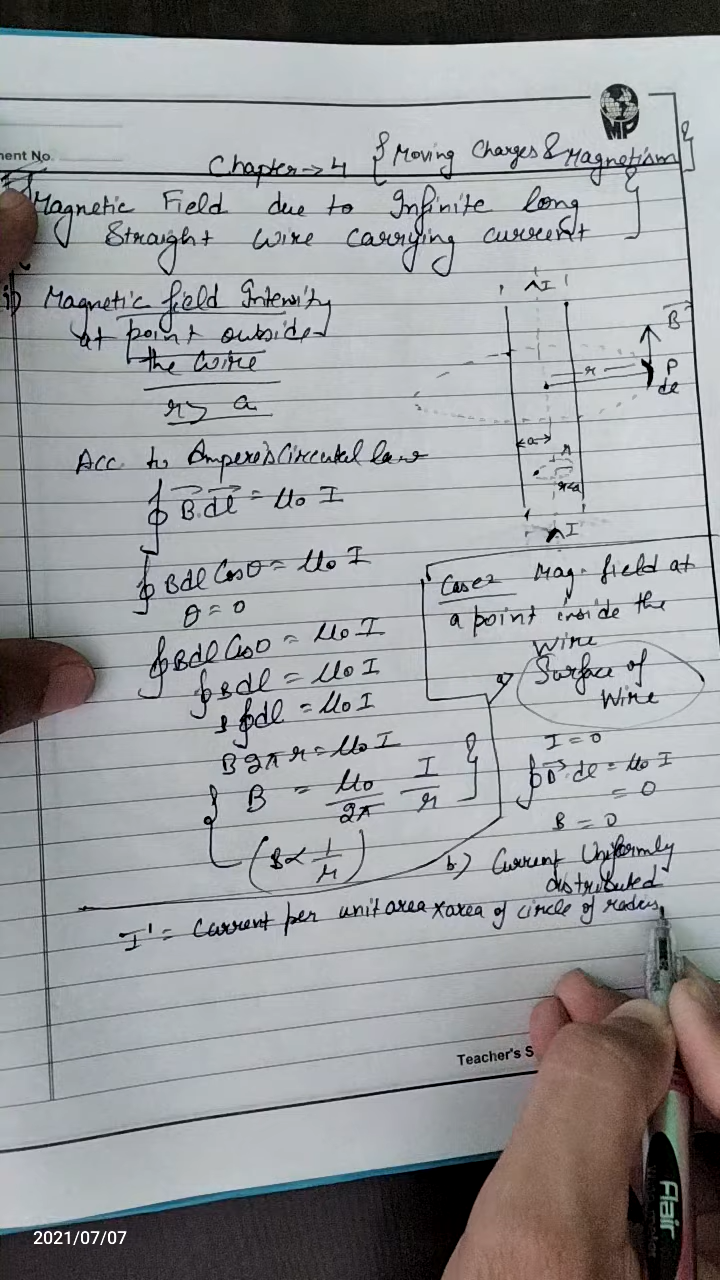 MP
ent No.
Chapter → 4 { Moving Charges & Magnetism }
Magnetic Field due to Infinite long
Straight Wire carrying current }
i) Magnetic field Intensity
at point outside
the wire
r > a
Acc. to Ampere's Circuital law
∮ B⃗.dl⃗ = μ₀ I
∮ Bdl Cosθ = μ₀ I
θ = 0
∮ Bdl Cos0 = μ₀ I
∮ Bdl = μ₀ I
∮dl = μ₀ I
B 2π r = μ₀ I
{ B = μ₀/2π I/r }
(B ∝ 1/r)
I
B⃗
r
P
dl
a
r
r<a
I
Case 2 Mag. field at
a point inside the
wire
a) Surface of
Wire
I = 0
∮ B⃗.dl = μ₀ I
= 0
B = 0
b) Current Uniformly
distributed
I' = Current per unit area x area of circle of radius
Teacher's S
Flair
2021/07/07